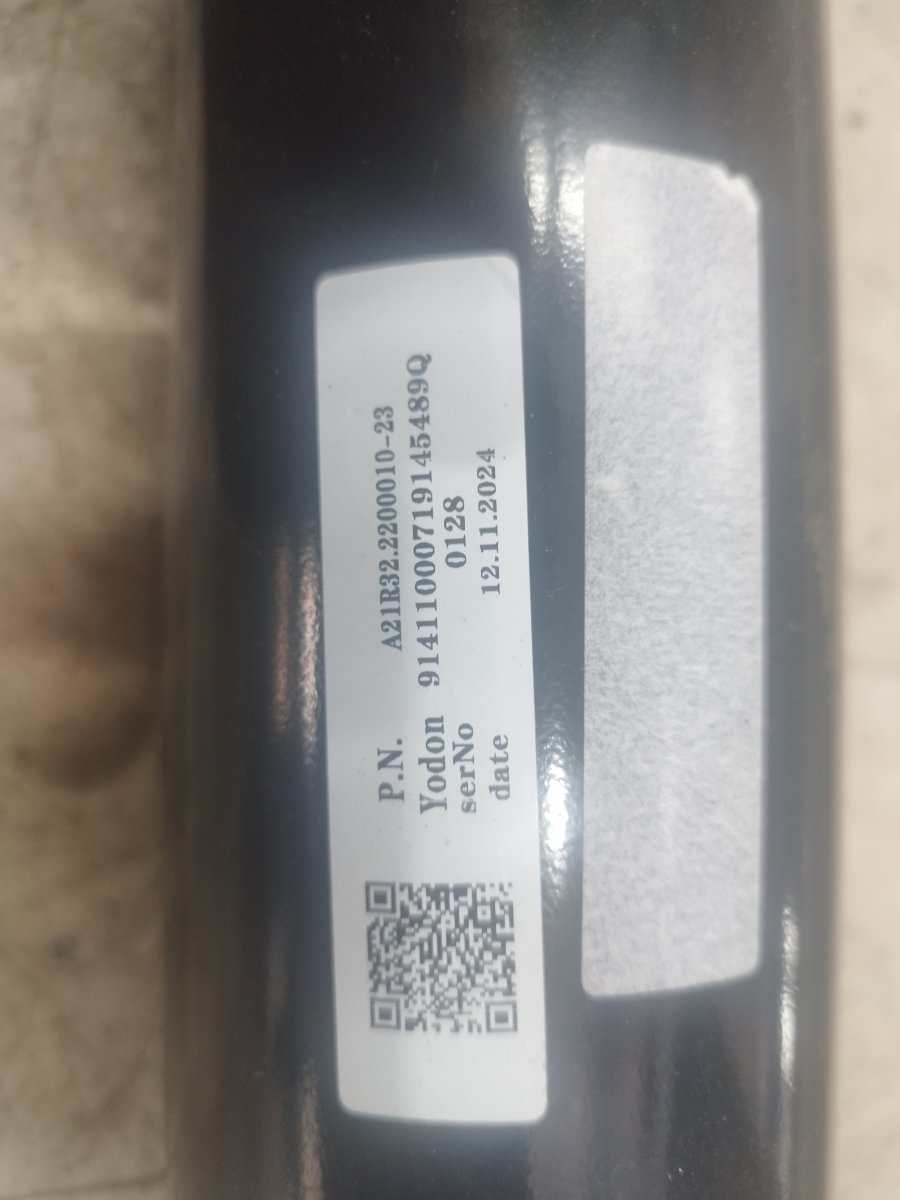 P.N. A21R32.2200010-23
Yodon 91411000719145489Q
serNo 0128
date 12.11.2024